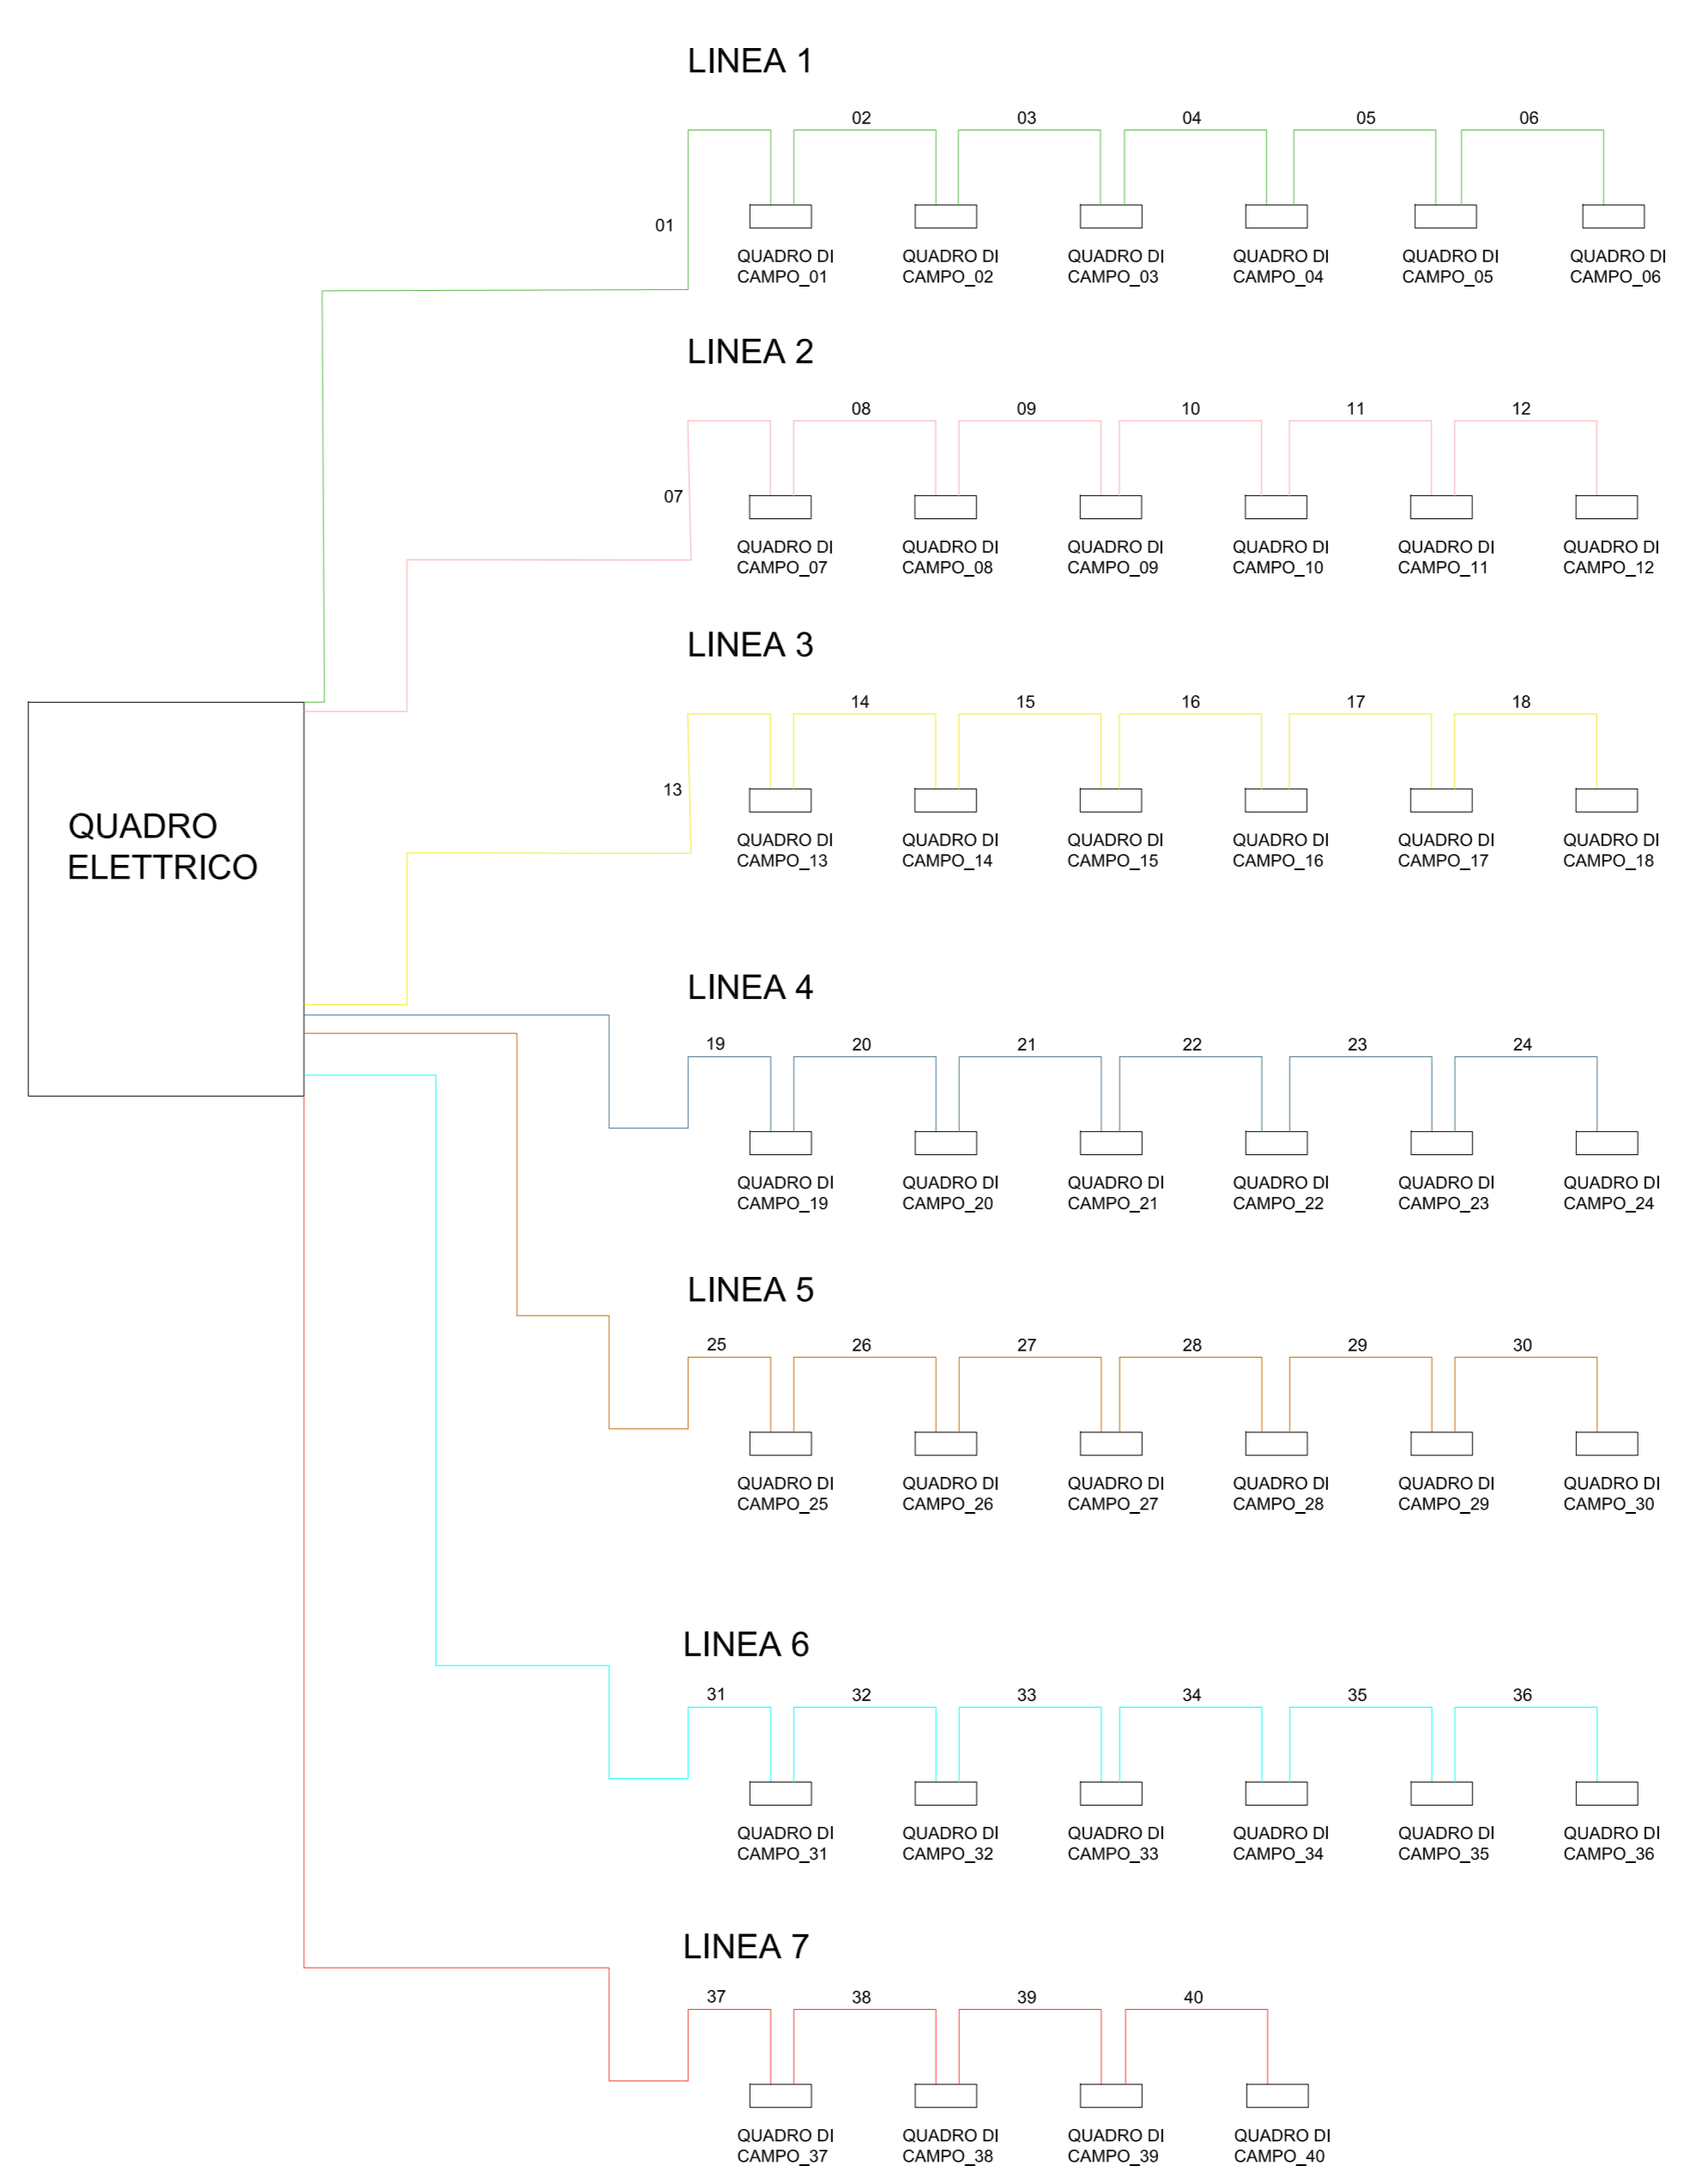 LINEA 1
02 03 04 05 06
01
QUADRO DI QUADRO DI QUADRO DI QUADRO DI QUADRO DI QUADRO DI
CAMPO_01 CAMPO_02 CAMPO_03 CAMPO_04 CAMPO_05 CAMPO_06
LINEA 2
08 09 10 11 12
07
QUADRO DI QUADRO DI QUADRO DI QUADRO DI QUADRO DI QUADRO DI
CAMPO_07 CAMPO_08 CAMPO_09 CAMPO_10 CAMPO_11 CAMPO_12
LINEA 3
14 15 16 17 18
13
QUADRO DI QUADRO DI QUADRO DI QUADRO DI QUADRO DI QUADRO DI
CAMPO_13 CAMPO_14 CAMPO_15 CAMPO_16 CAMPO_17 CAMPO_18
QUADRO
ELETTRICO
LINEA 4
19 20 21 22 23 24
QUADRO DI QUADRO DI QUADRO DI QUADRO DI QUADRO DI QUADRO DI
CAMPO_19 CAMPO_20 CAMPO_21 CAMPO_22 CAMPO_23 CAMPO_24
LINEA 5
25 26 27 28 29 30
QUADRO DI QUADRO DI QUADRO DI QUADRO DI QUADRO DI QUADRO DI
CAMPO_25 CAMPO_26 CAMPO_27 CAMPO_28 CAMPO_29 CAMPO_30
LINEA 6
31 32 33 34 35 36
QUADRO DI QUADRO DI QUADRO DI QUADRO DI QUADRO DI QUADRO DI
CAMPO_31 CAMPO_32 CAMPO_33 CAMPO_34 CAMPO_35 CAMPO_36
LINEA 7
37 38 39 40
QUADRO DI QUADRO DI QUADRO DI QUADRO DI
CAMPO_37 CAMPO_38 CAMPO_39 CAMPO_40